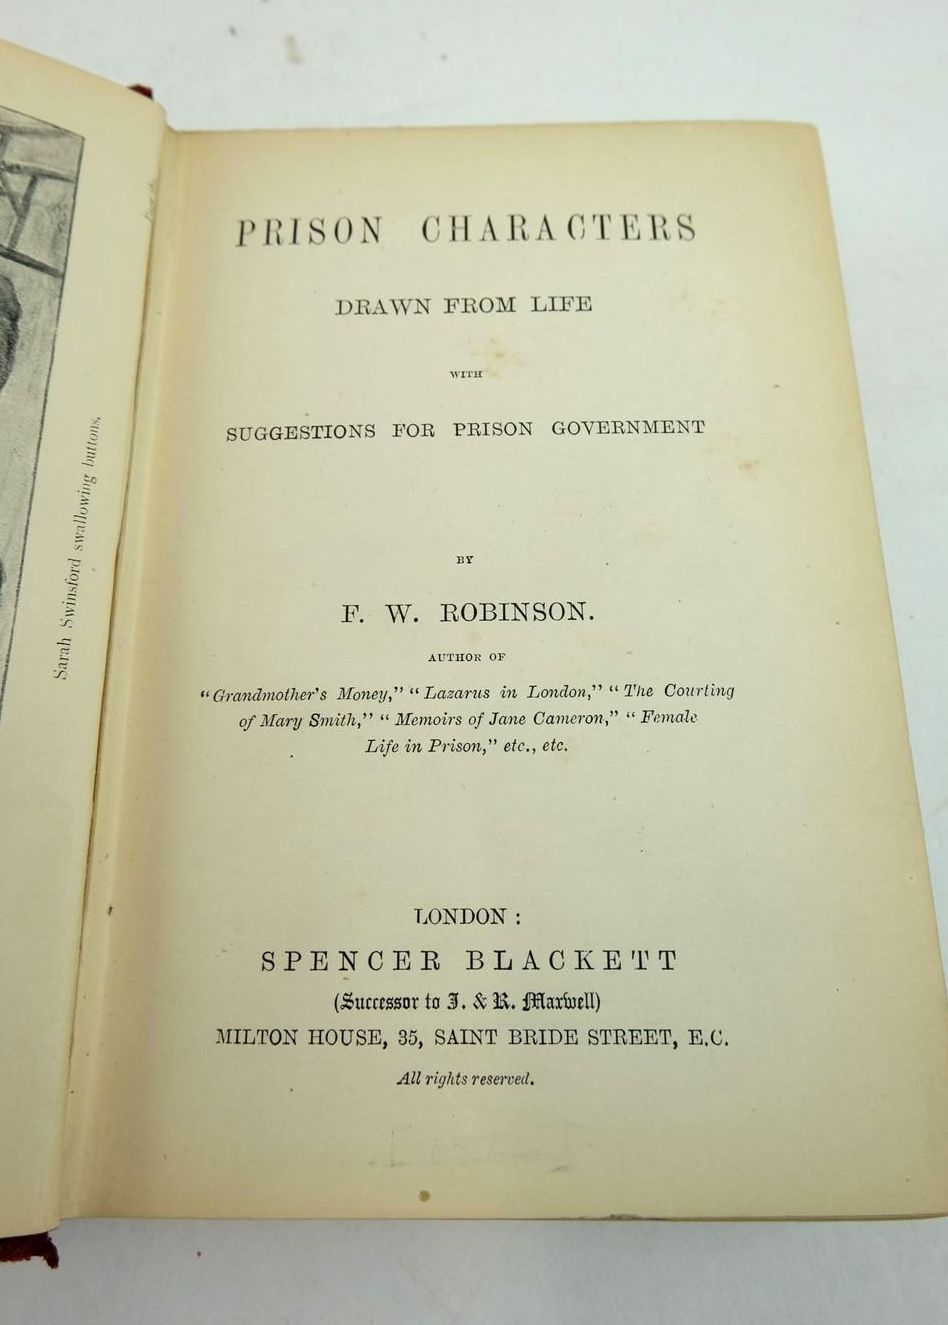 Sarah Swinsford swallowing buttons.
PRISON CHARACTERS
DRAWN FROM LIFE
WITH
SUGGESTIONS FOR PRISON GOVERNMENT
BY
F. W. ROBINSON.
AUTHOR OF
“Grandmother’s Money,” “Lazarus in London,” “The Courting
of Mary Smith,” “Memoirs of Jane Cameron,” “Female
Life in Prison,” etc., etc.
LONDON :
SPENCER BLACKETT
(Successor to J. & R. Maxwell)
MILTON HOUSE, 35, SAINT BRIDE STREET, E.C.
All rights reserved.